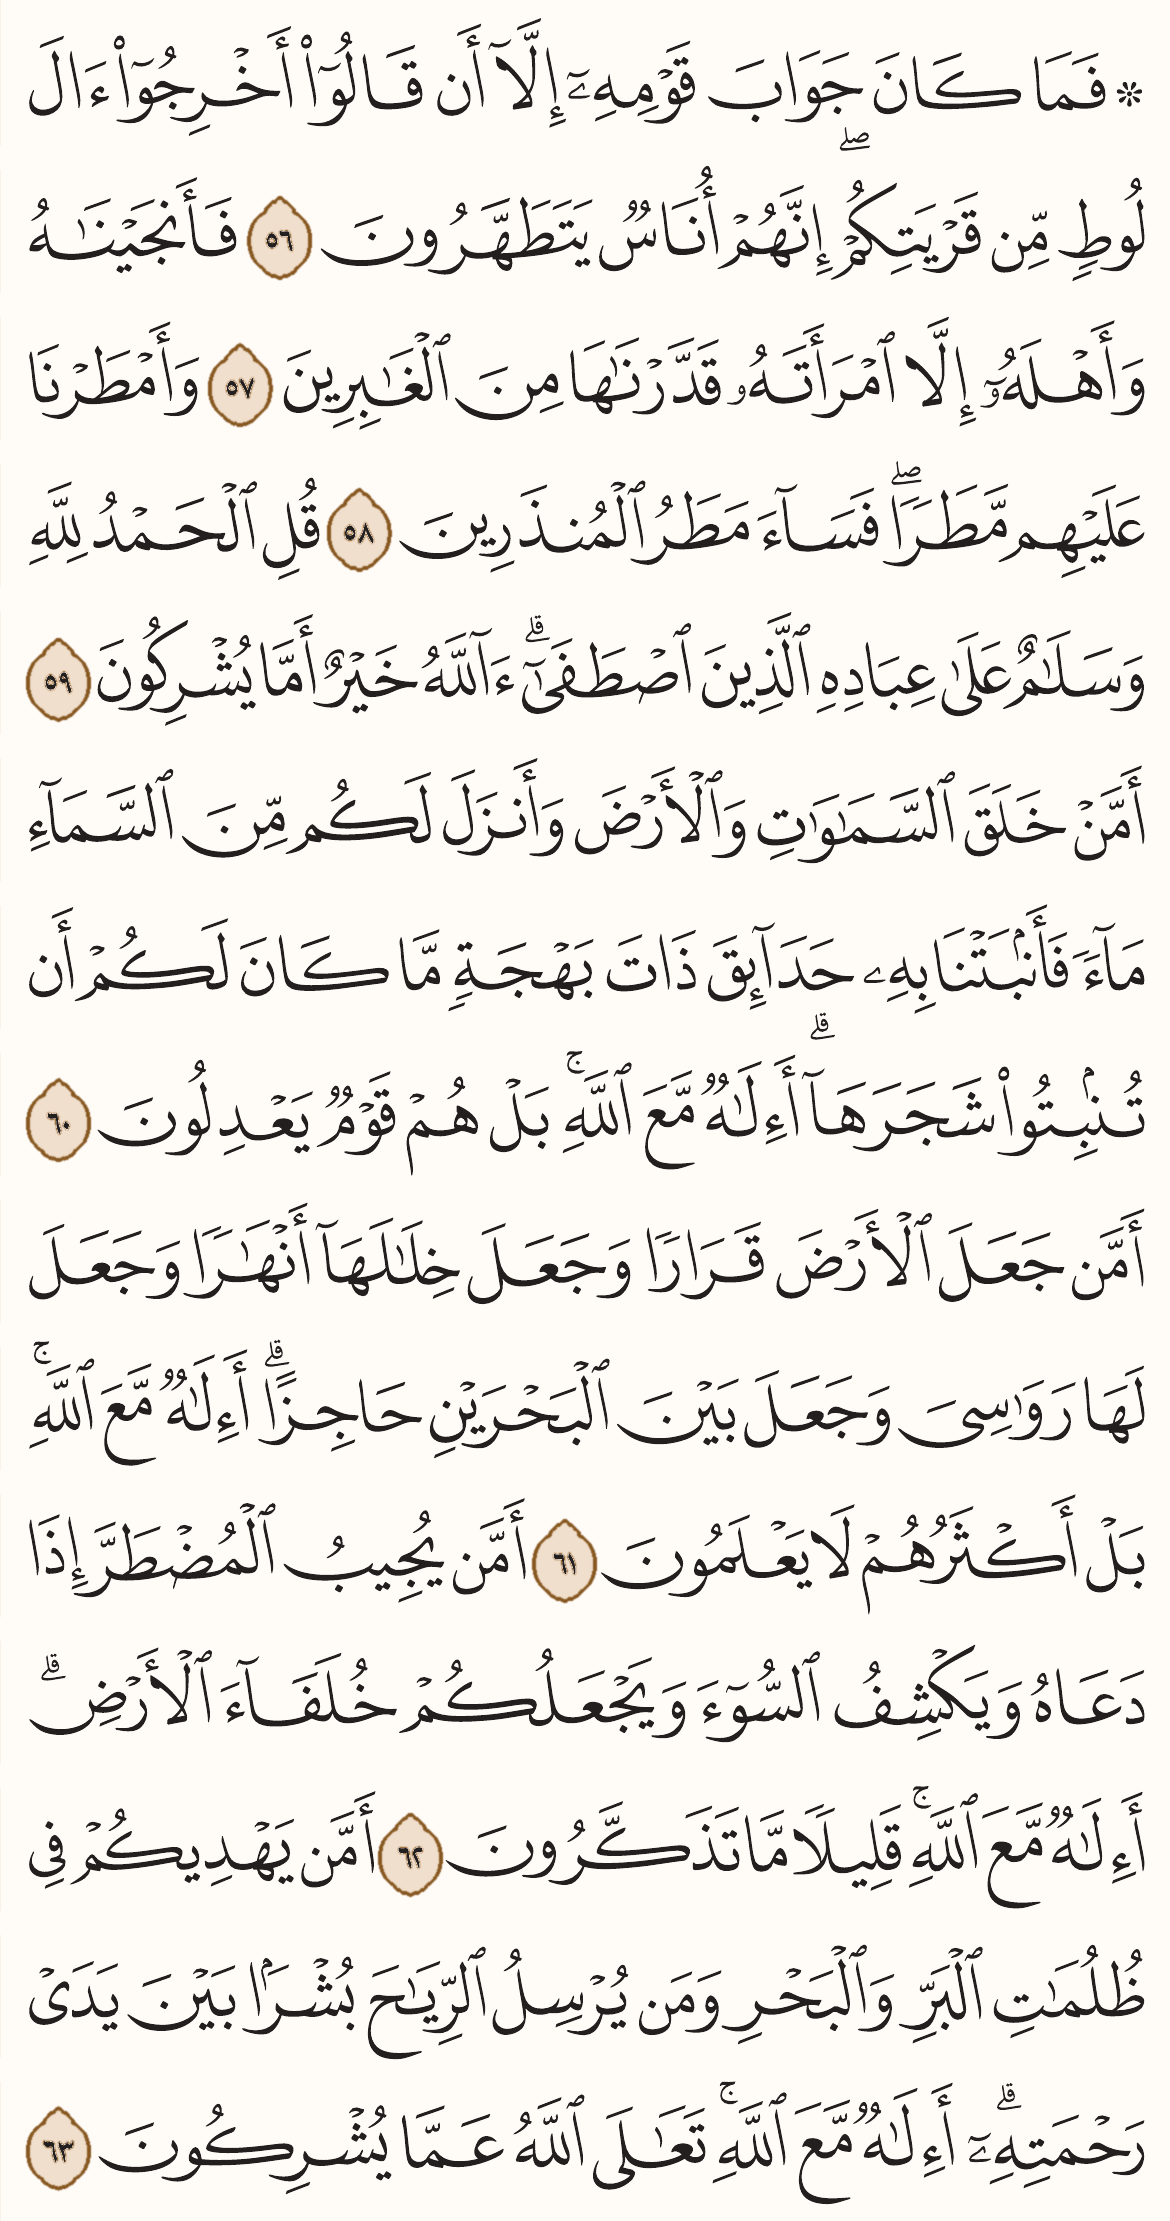 ۞ فَمَا كَانَ جَوَابَ قَوْمِهِۦٓ إِلَّآ أَن قَالُوٓا۟ أَخْرِجُوٓا۟ ءَالَ
لُوطٍ مِّن قَرْيَتِكُمْ ۖ إِنَّهُمْ أُنَاسٌ يَتَطَهَّرُونَ ٥٦ فَأَنجَيْنَـٰهُ
وَأَهْلَهُۥٓ إِلَّا ٱمْرَأَتَهُۥ قَدَّرْنَـٰهَا مِنَ ٱلْغَـٰبِرِينَ ٥٧ وَأَمْطَرْنَا
عَلَيْهِم مَّطَرًا ۖ فَسَآءَ مَطَرُ ٱلْمُنذَرِينَ ٥٨ قُلِ ٱلْحَمْدُ لِلَّهِ
وَسَلَـٰمٌ عَلَىٰ عِبَادِهِ ٱلَّذِينَ ٱصْطَفَىٰٓ ۗ ءَآللَّهُ خَيْرٌ أَمَّا يُشْرِكُونَ ٥٩
أَمَّنْ خَلَقَ ٱلسَّمَـٰوَٰتِ وَٱلْأَرْضَ وَأَنزَلَ لَكُم مِّنَ ٱلسَّمَآءِ
مَآءً فَأَنۢبَتْنَا بِهِۦ حَدَآئِقَ ذَاتَ بَهْجَةٍ مَّا كَانَ لَكُمْ أَن
تُنۢبِتُوا۟ شَجَرَهَآ ۗ أَءِلَـٰهٌ مَّعَ ٱللَّهِ ۚ بَلْ هُمْ قَوْمٌ يَعْدِلُونَ ٦٠
أَمَّن جَعَلَ ٱلْأَرْضَ قَرَارًا وَجَعَلَ خِلَـٰلَهَآ أَنْهَـٰرًا وَجَعَلَ
لَهَا رَوَٰسِىَ وَجَعَلَ بَيْنَ ٱلْبَحْرَيْنِ حَاجِزًا ۗ أَءِلَـٰهٌ مَّعَ ٱللَّهِ ۚ
بَلْ أَكْثَرُهُمْ لَا يَعْلَمُونَ ٦١ أَمَّن يُجِيبُ ٱلْمُضْطَرَّ إِذَا
دَعَاهُ وَيَكْشِفُ ٱلسُّوٓءَ وَيَجْعَلُكُمْ خُلَفَآءَ ٱلْأَرْضِ ۗ
أَءِلَـٰهٌ مَّعَ ٱللَّهِ ۚ قَلِيلًا مَّا تَذَكَّرُونَ ٦٢ أَمَّن يَهْدِيكُمْ فِى
ظُلُمَـٰتِ ٱلْبَرِّ وَٱلْبَحْرِ وَمَن يُرْسِلُ ٱلرِّيَـٰحَ بُشْرًۢا بَيْنَ يَدَىْ
رَحْمَتِهِۦٓ ۗ أَءِلَـٰهٌ مَّعَ ٱللَّهِ ۚ تَعَـٰلَى ٱللَّهُ عَمَّا يُشْرِكُونَ ٦٣